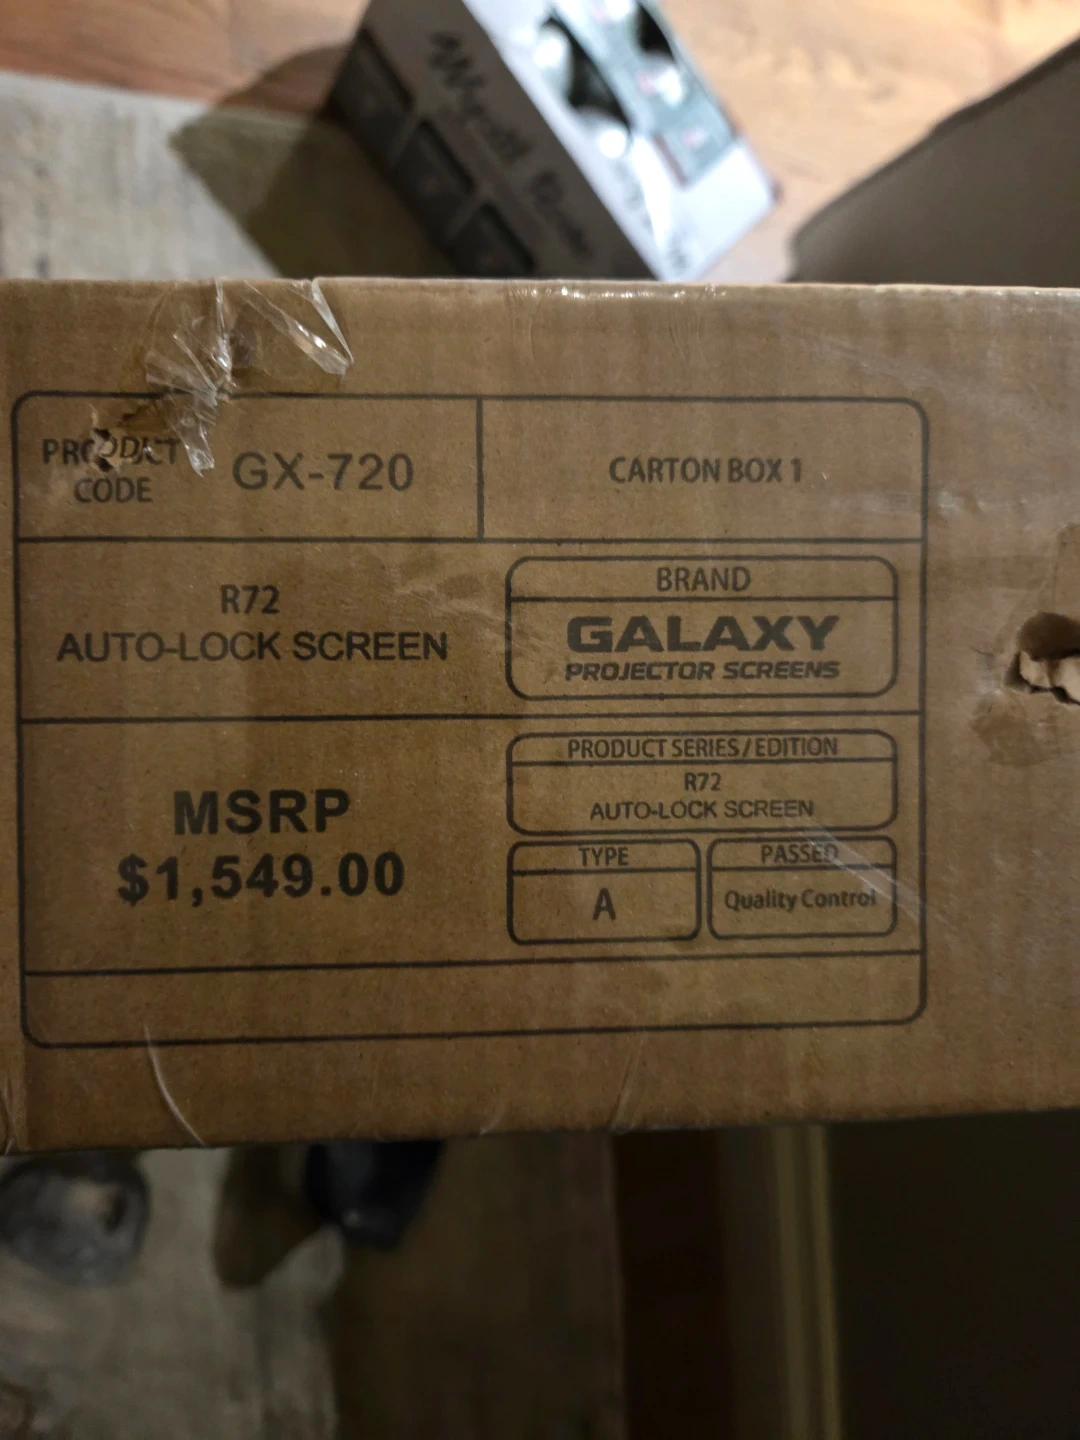 PRODUCT CODE
GX-720
CARTON BOX 1
R72
AUTO-LOCK SCREEN
BRAND
GALAXY
PROJECTOR SCREENS
MSRP
$1,549.00
PRODUCT SERIES/EDITION
R72
AUTO-LOCK SCREEN
TYPE
A
PASSED
Quality Control